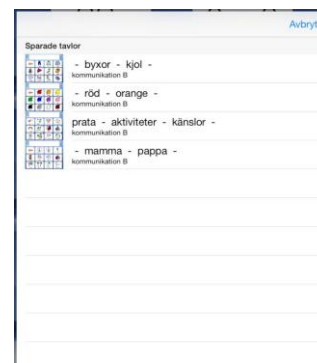 Avbryt
Sparade tavlor
- byxor - kjol -
kommunikation B
- röd - orange -
kommunikation B
prata - aktiviteter - känslor -
kommunikation B
- mamma - pappa -
kommunikation B